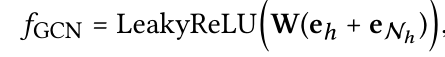 f_GCN = LeakyReLU(W(e_h + e_{N_h})),